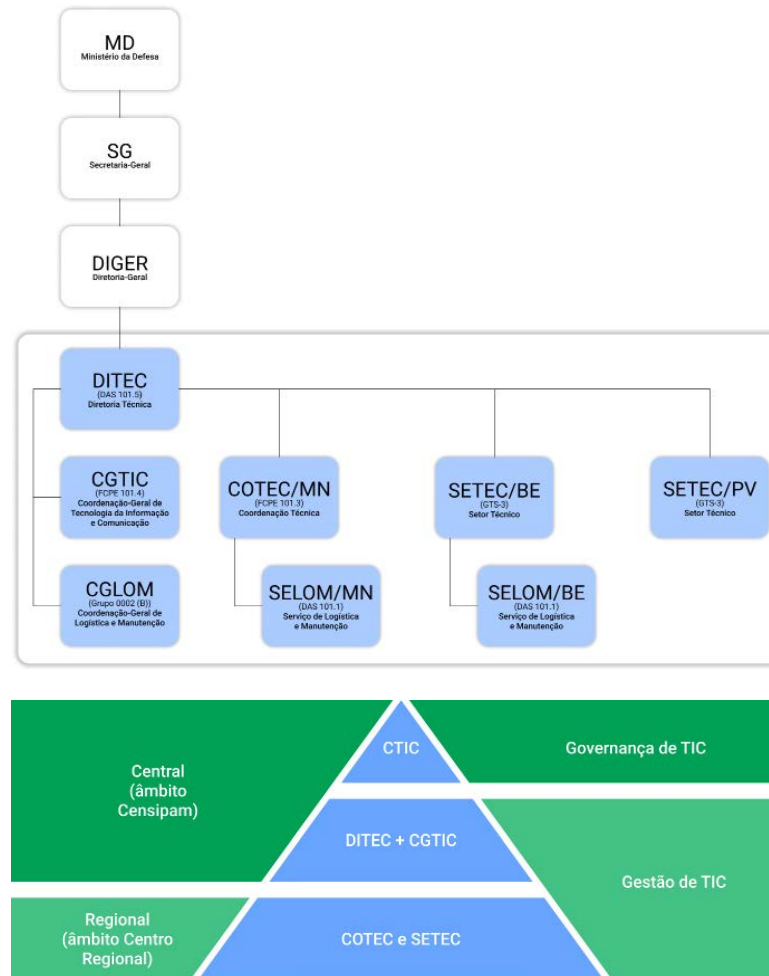 MD
Ministério da Defesa
SG
Secretaria-Geral
DIGER
Diretoria-Geral
DITEC
(DAS 101.5)
Diretoria Técnica
CGTIC
(FCPE 101.4)
Coordenação-Geral de
Tecnologia da Informação
e Comunicação
COTEC/MN
(FCPE 101.3)
Coordenação Técnica
SETEC/BE
(GTS-3)
Setor Técnico
SETEC/PV
(GTS-3)
Setor Técnico
CGLOM
(Grupo 0002 (B))
Coordenação-Geral de
Logística e Manutenção
SELOM/MN
(DAS 101.1)
Serviço de Logística
e Manutenção
SELOM/BE
(DAS 101.1)
Serviço de Logística
e Manutenção
Central
(âmbito
Censipam)
CTIC
Governança de TIC
DITEC + CGTIC
Gestão de TIC
Regional
(âmbito Centro
Regional)
COTEC e SETEC